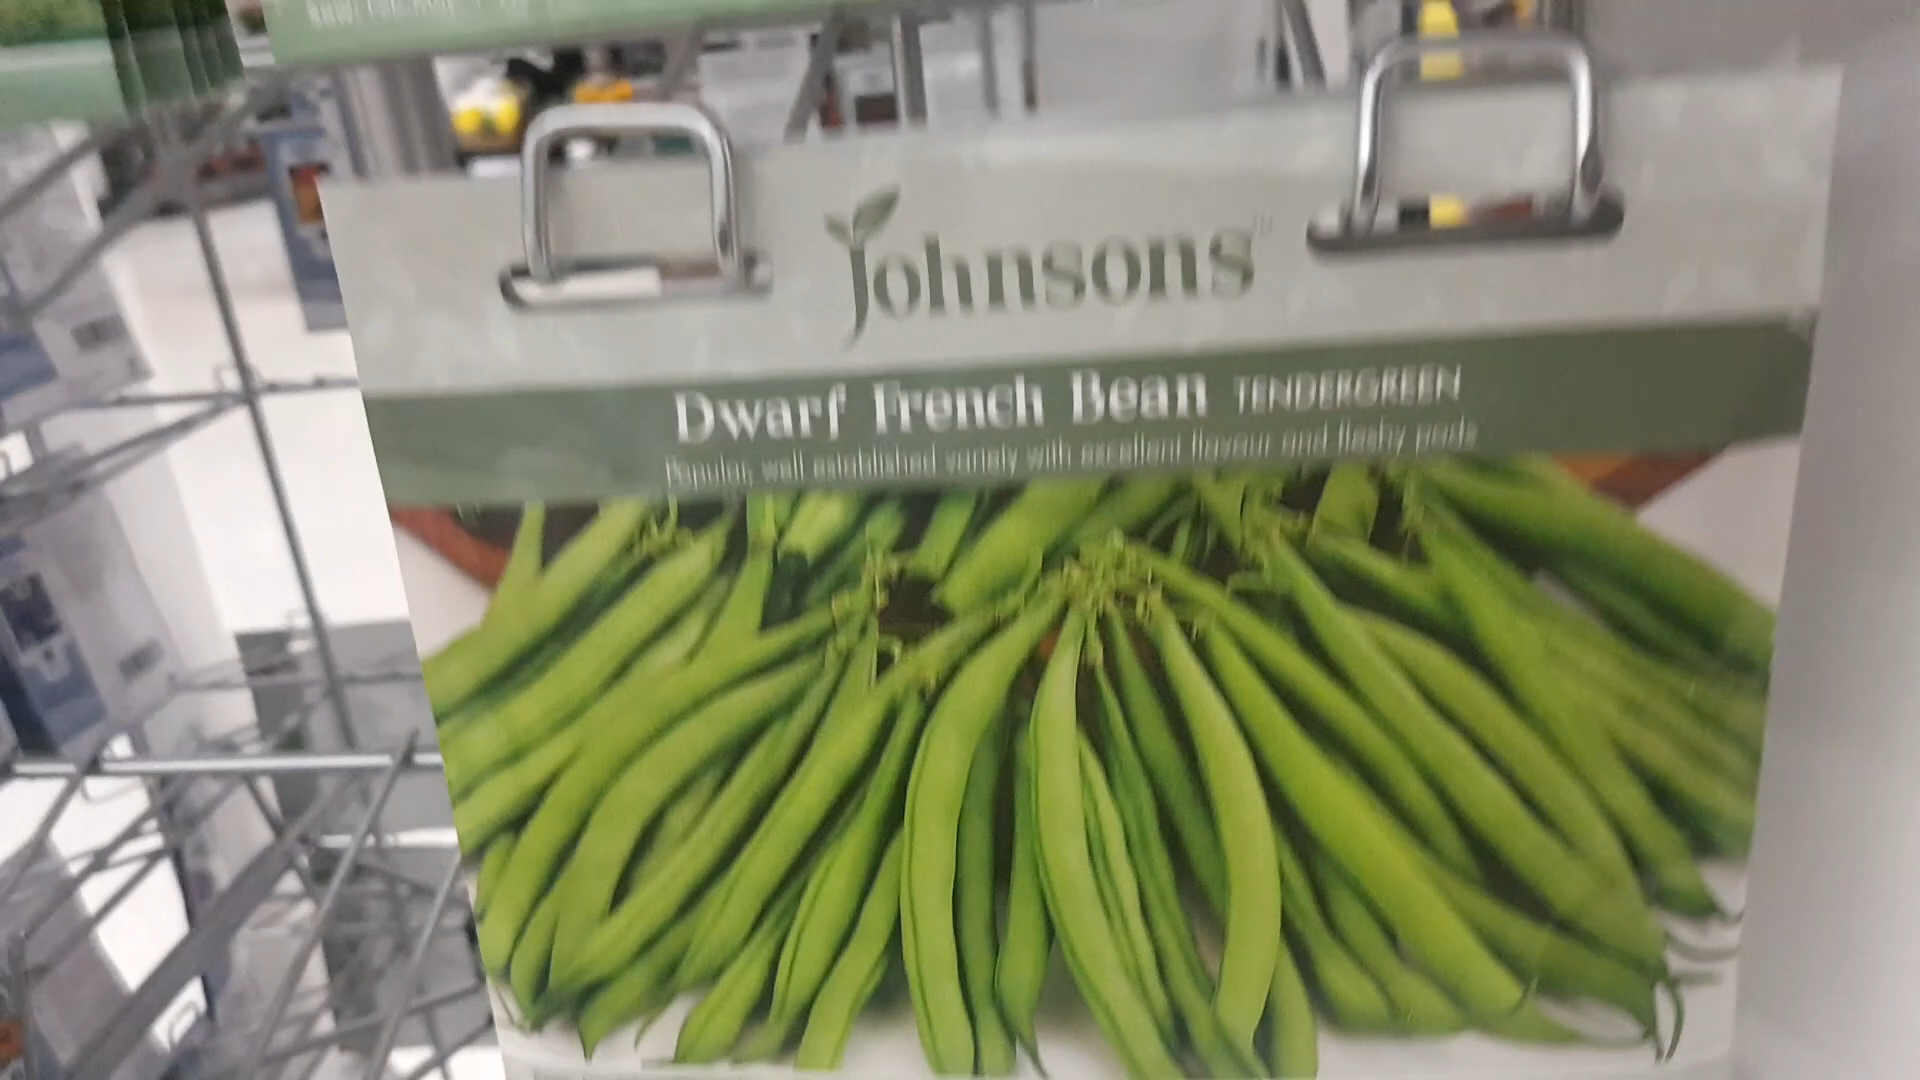 Johnsons
Dwarf French Bean TENDERGREEN
Popular, well established variety with excellent flavour and fleshy pods